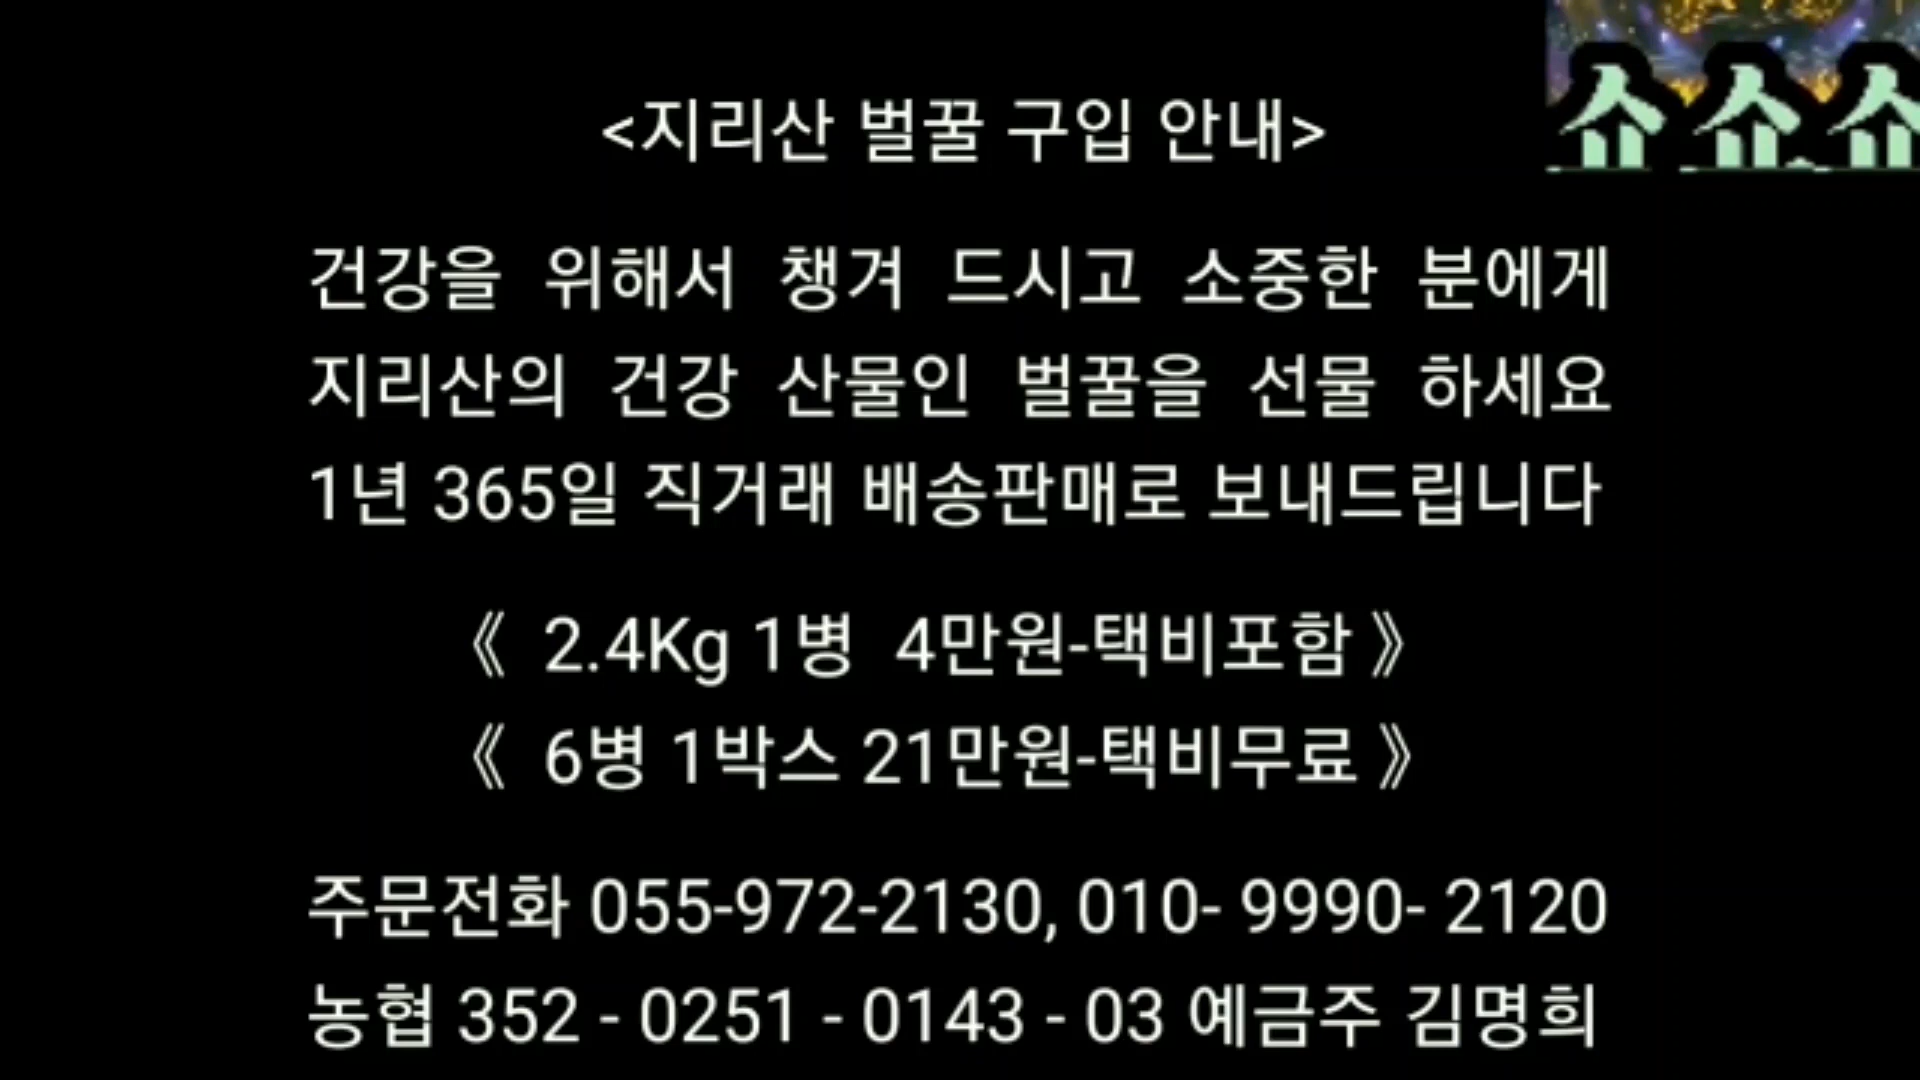 쇼쇼쇼
<지리산 벌꿀 구입 안내>
건강을 위해서 챙겨 드시고 소중한 분에게
지리산의 건강 산물인 벌꿀을 선물 하세요
1년 365일 직거래 배송판매로 보내드립니다
《 2.4Kg 1병 4만원-택비포함 》
《 6병 1박스 21만원-택비무료 》
주문전화 055-972-2130, 010- 9990- 2120
농협 352 - 0251 - 0143 - 03 예금주 김명희